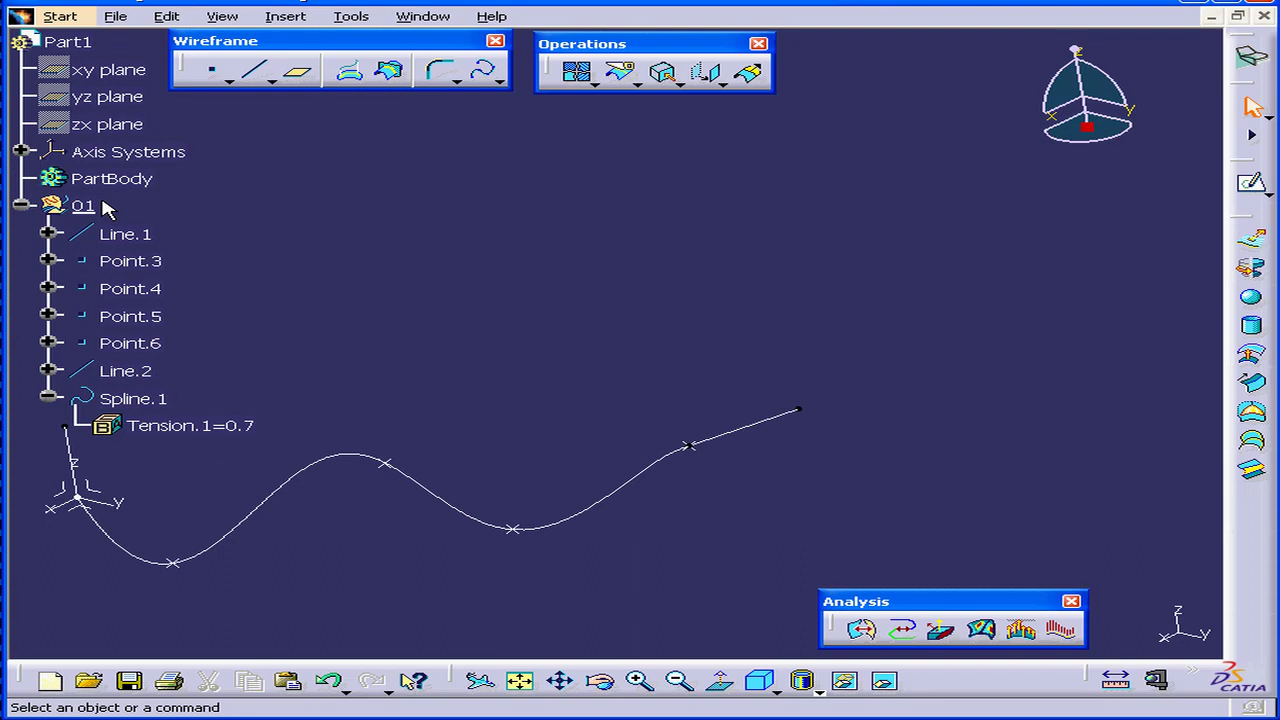 Start File Edit View Insert Tools Window Help
Part1
Wireframe
Operations
xy plane
yz plane
zx plane
Axis Systems
PartBody
01
Line.1
Point.3
Point.4
Point.5
Point.6
Line.2
Spline.1
Tension.1=0.7
z
x
Y
z
x
Y
Analysis
z
x
Y
CATIA
Select an object or a command